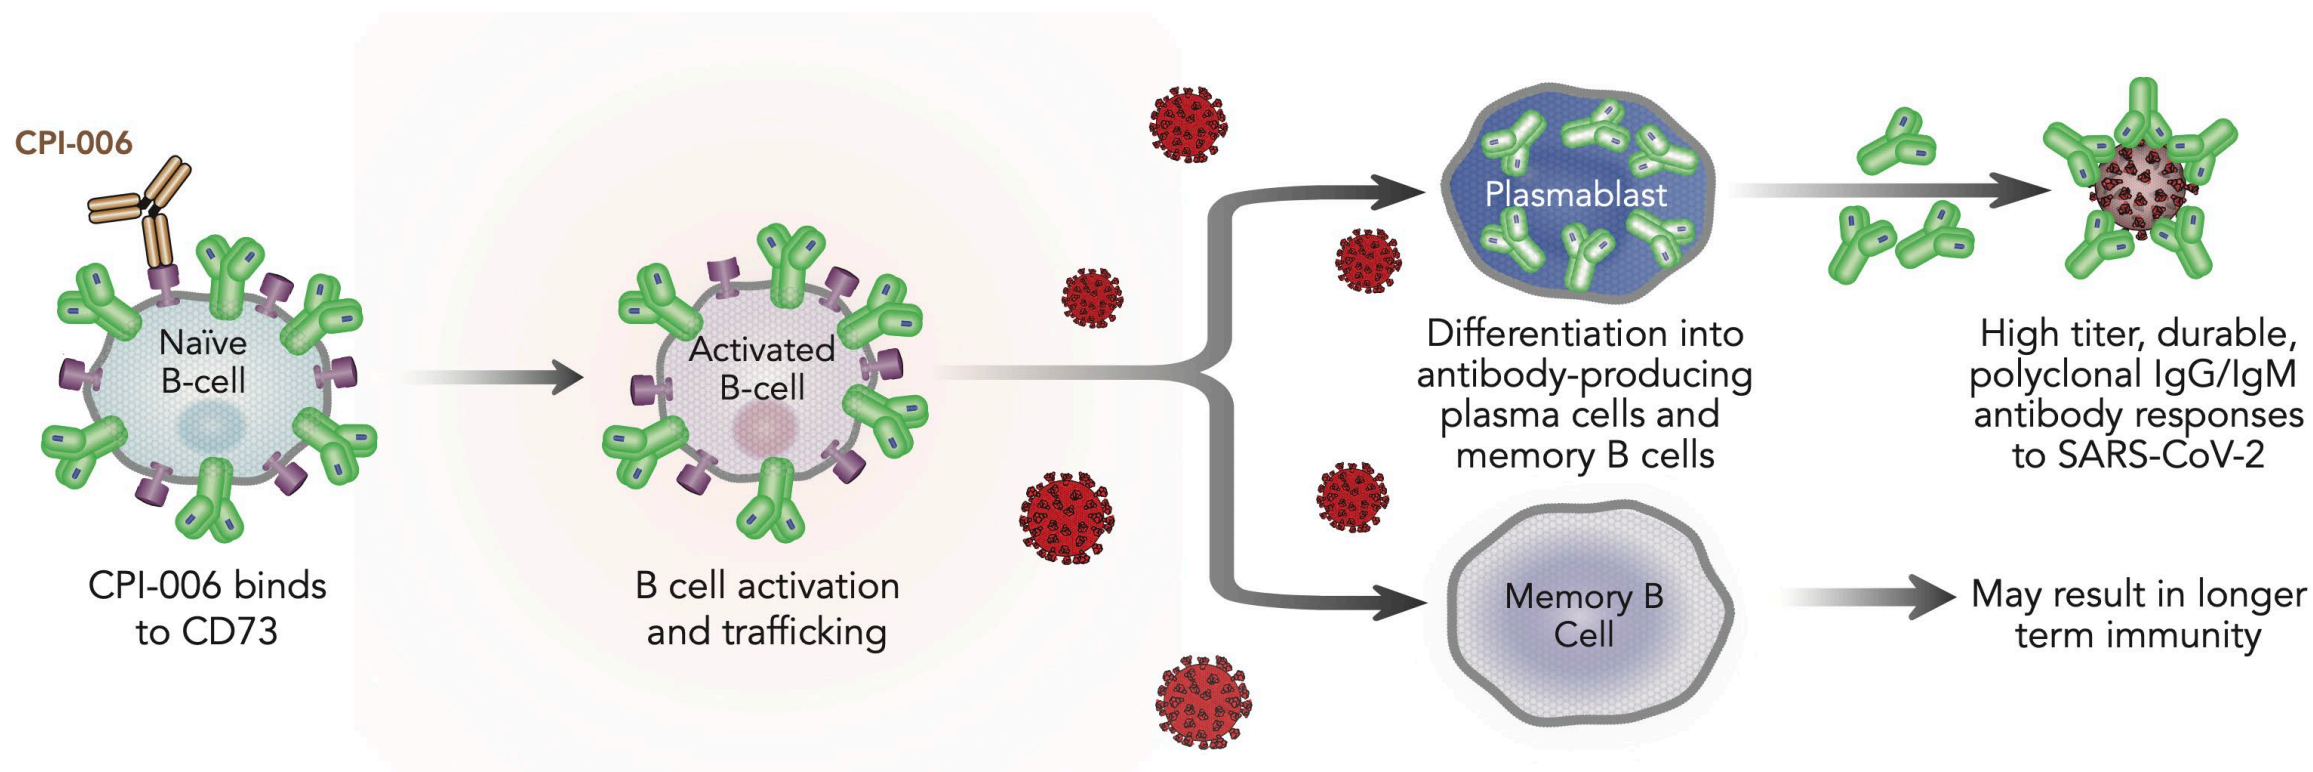 CPI-006
Naïve
B-cell
CPI-006 binds
to CD73
Activated
B-cell
B cell activation
and trafficking
Plasmablast
Differentiation into
antibody-producing
plasma cells and
memory B cells
High titer, durable,
polyclonal IgG/IgM
antibody responses
to SARS-CoV-2
Memory B
Cell
May result in longer
term immunity